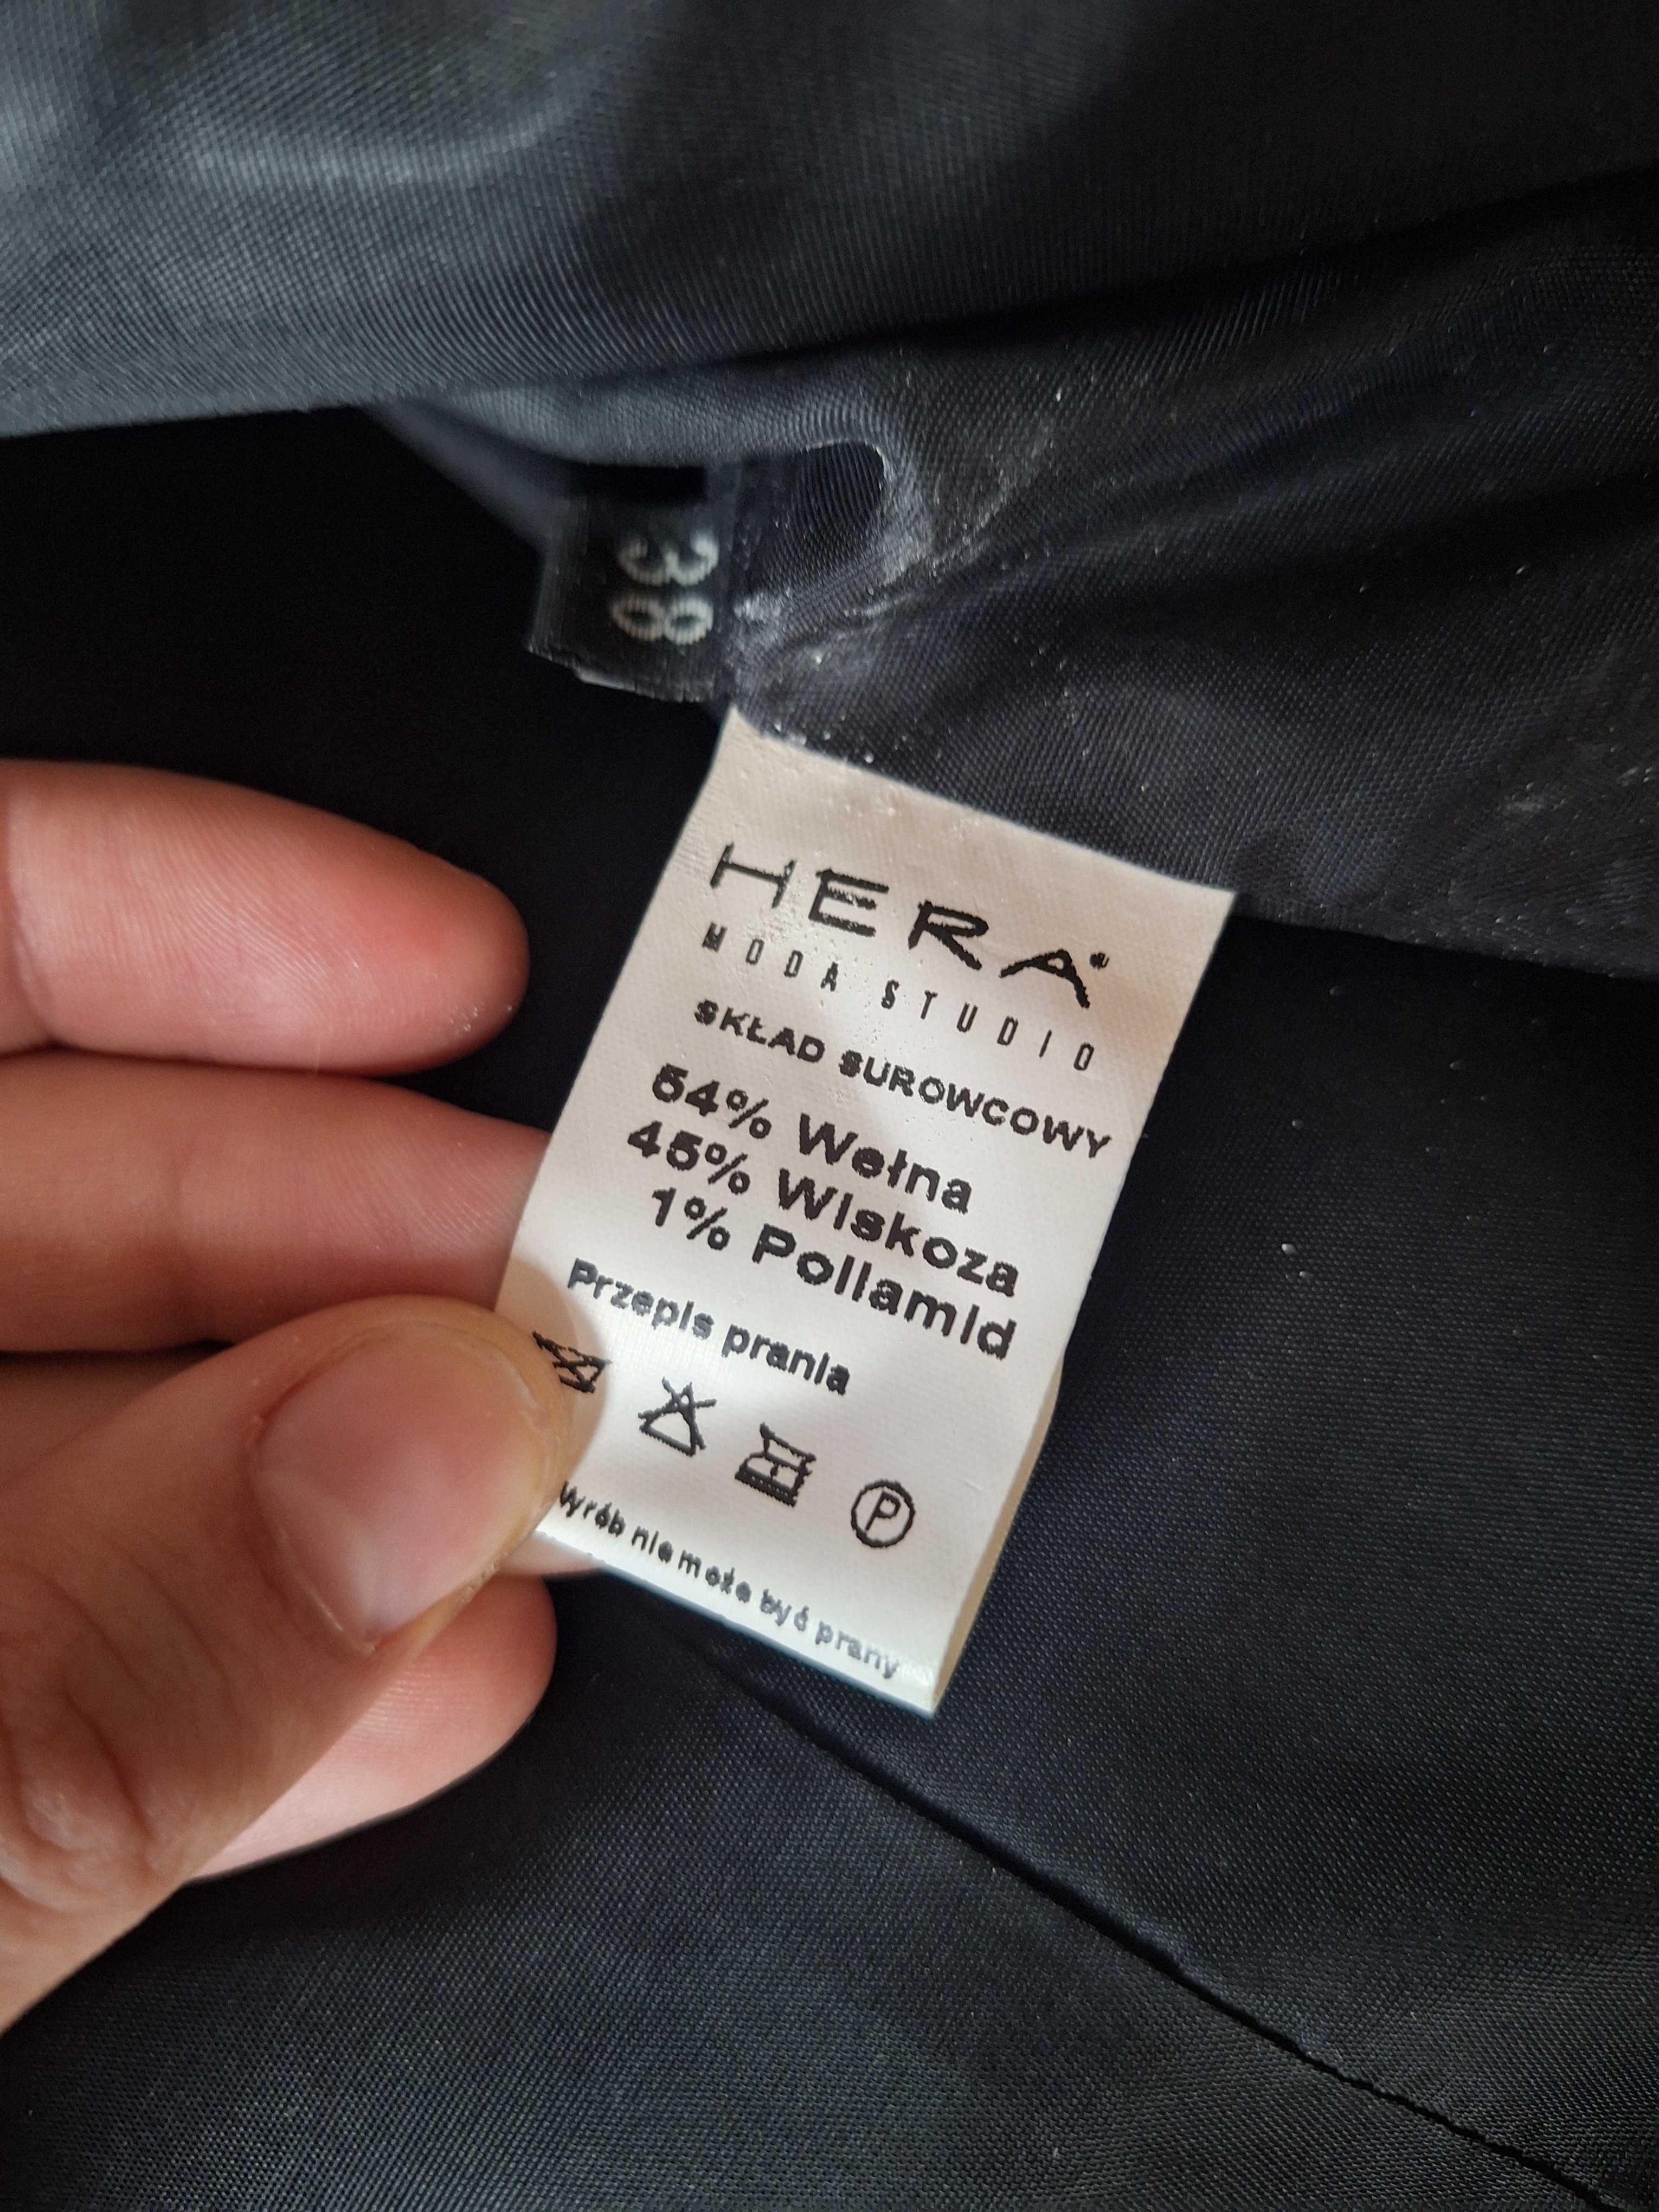 38
HERA
MODA STUDIO
SKŁAD SUROWCOWY
54% Wełna
45% Wiskoza
1% Poliamid
Przepis prania
P
Wyrób nie może być prany